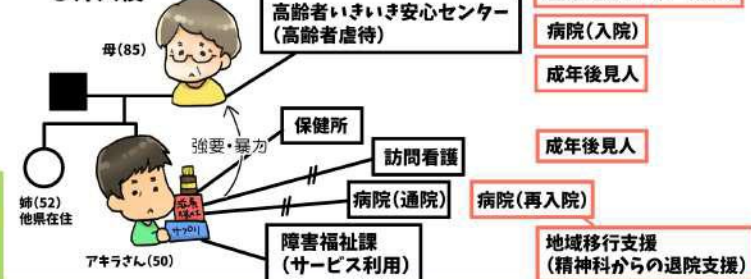 高齢者いきいき安心センター
(高齢者虐待)
病院(入院)
母(85)
成年後見人
保健所
強要・暴力
訪問看護
成年後見人
姉(52)
他県在住
病院(通院)
病院(再入院)
サプリ
アキラさん(50)
障害福祉課
(サービス利用)
地域移行支援
(精神科からの退院支援)